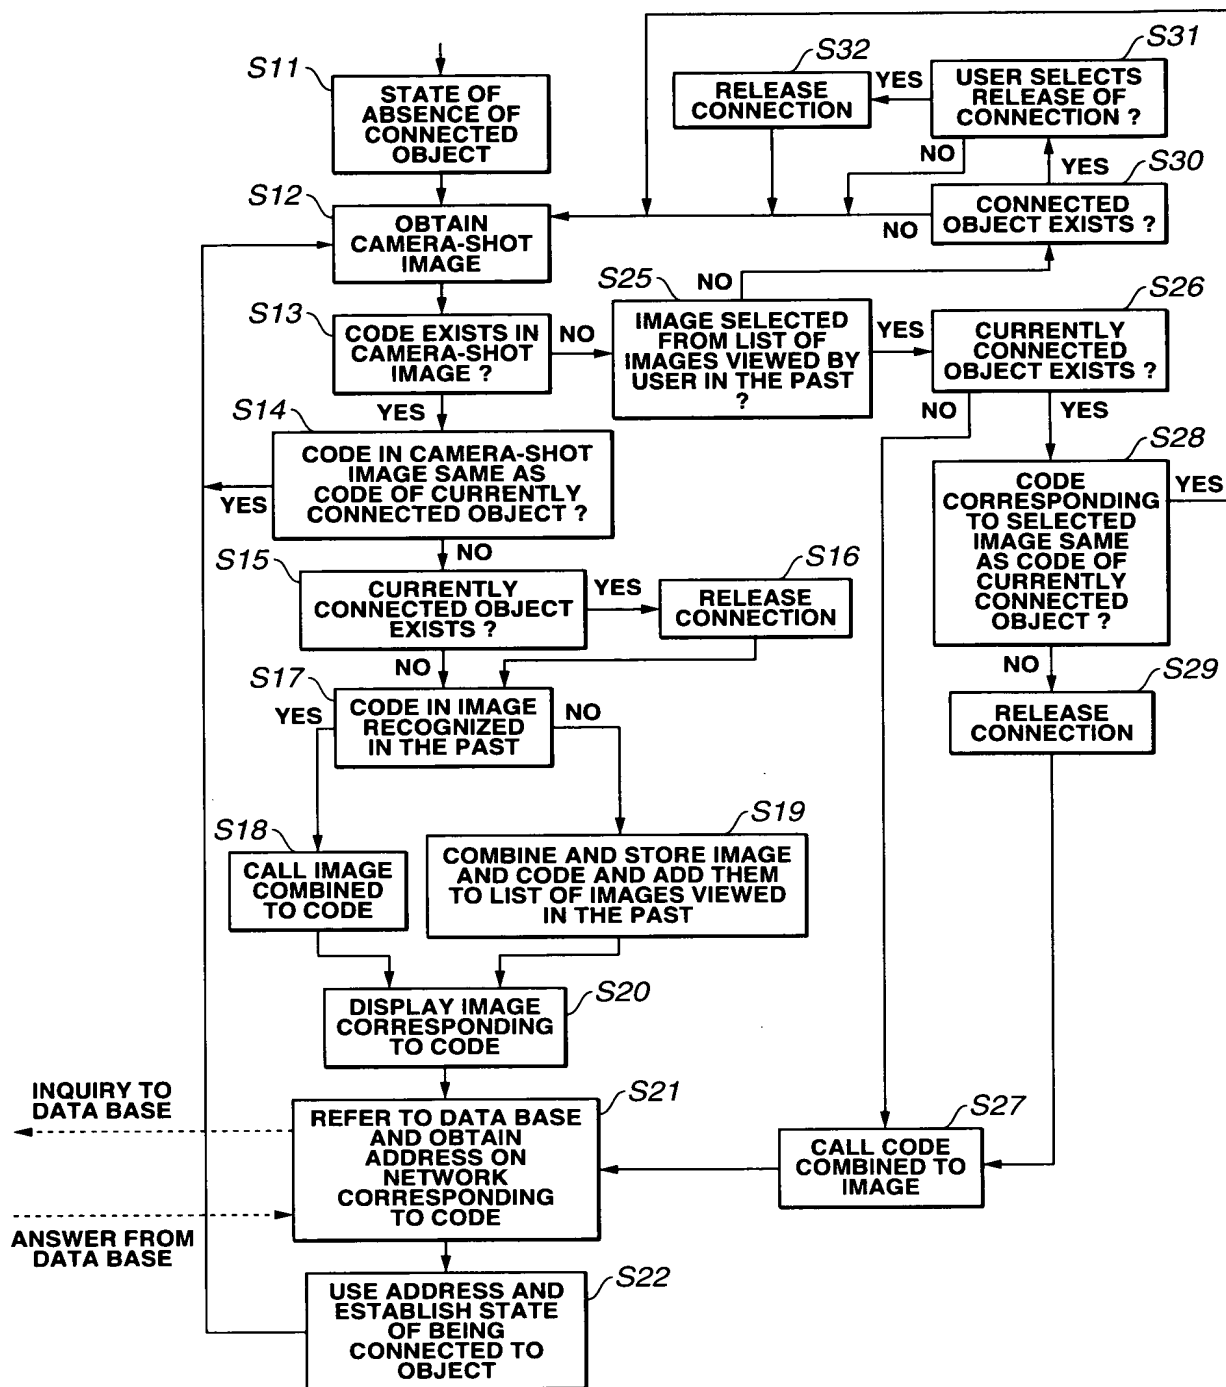 S11
STATE OF
ABSENCE OF
CONNECTED
OBJECT
S32
RELEASE
CONNECTION
YES
S31
USER SELECTS
RELEASE OF
CONNECTION ?
NO
YES
S30
CONNECTED
OBJECT EXISTS ?
NO
S12
OBTAIN
CAMERA-SHOT
IMAGE
S13
CODE EXISTS IN
CAMERA-SHOT
IMAGE ?
NO
YES
S25
NO
IMAGE SELECTED
FROM LIST OF
IMAGES VIEWED BY
USER IN THE PAST
?
YES
S26
CURRENTLY
CONNECTED
OBJECT EXISTS ?
NO
YES
S14
CODE IN CAMERA-SHOT
IMAGE SAME AS
CODE OF CURRENTLY
CONNECTED OBJECT ?
YES
NO
S28
CODE
CORRESPONDING
TO SELECTED
IMAGE SAME
AS CODE OF
CURRENTLY
CONNECTED
OBJECT ?
YES
NO
S15
CURRENTLY
CONNECTED OBJECT
EXISTS ?
YES
NO
S16
RELEASE
CONNECTION
S29
RELEASE
CONNECTION
S17
YES
CODE IN IMAGE
RECOGNIZED
IN THE PAST
NO
S18
CALL IMAGE
COMBINED
TO CODE
S19
COMBINE AND STORE IMAGE
AND CODE AND ADD THEM
TO LIST OF IMAGES VIEWED
IN THE PAST
S20
DISPLAY IMAGE
CORRESPONDING
TO CODE
INQUIRY TO
DATA BASE
S21
REFER TO DATA BASE
AND OBTAIN
ADDRESS ON
NETWORK
CORRESPONDING
TO CODE
S27
CALL CODE
COMBINED TO
IMAGE
ANSWER FROM
DATA BASE
S22
USE ADDRESS AND
ESTABLISH STATE
OF BEING
CONNECTED TO
OBJECT